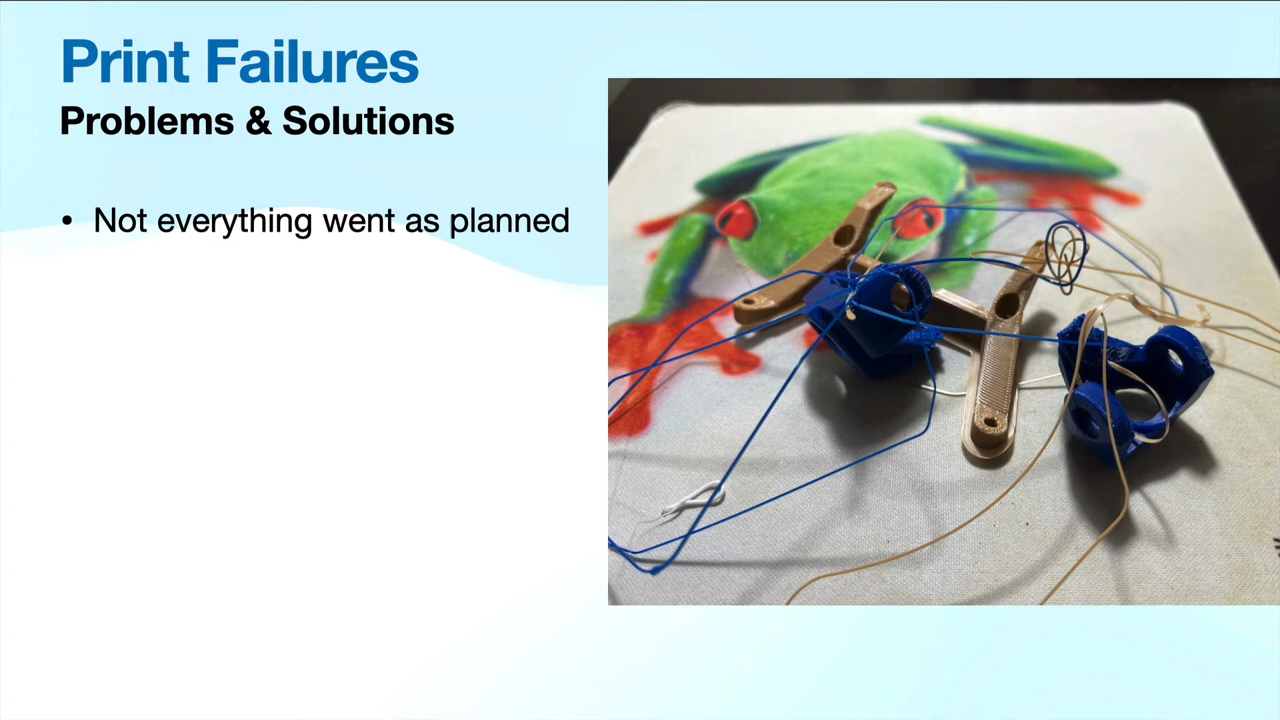 Print Failures
Problems & Solutions
• Not everything went as planned